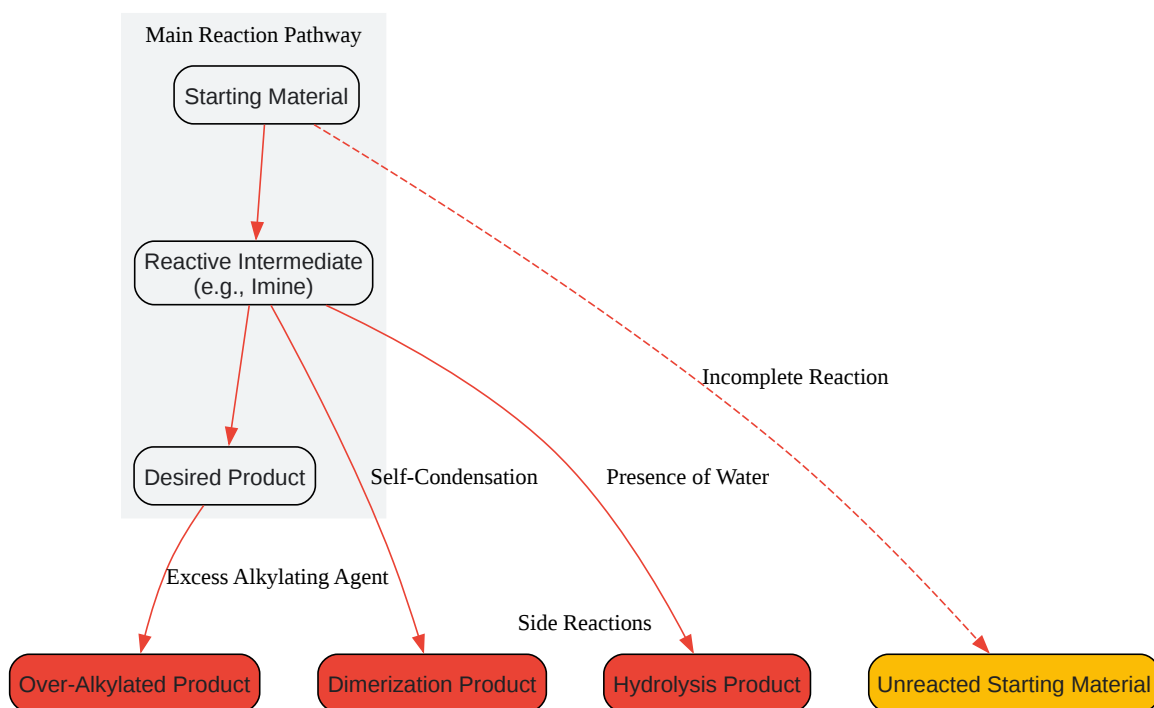 Main Reaction Pathway
Starting Material
Reactive Intermediate
(e.g., Imine)
Incomplete Reaction
Desired Product
Self-Condensation
Presence of Water
Excess Alkylating Agent
Side Reactions
Over-Alkylated Product
Dimerization Product
Hydrolysis Product
Unreacted Starting Material